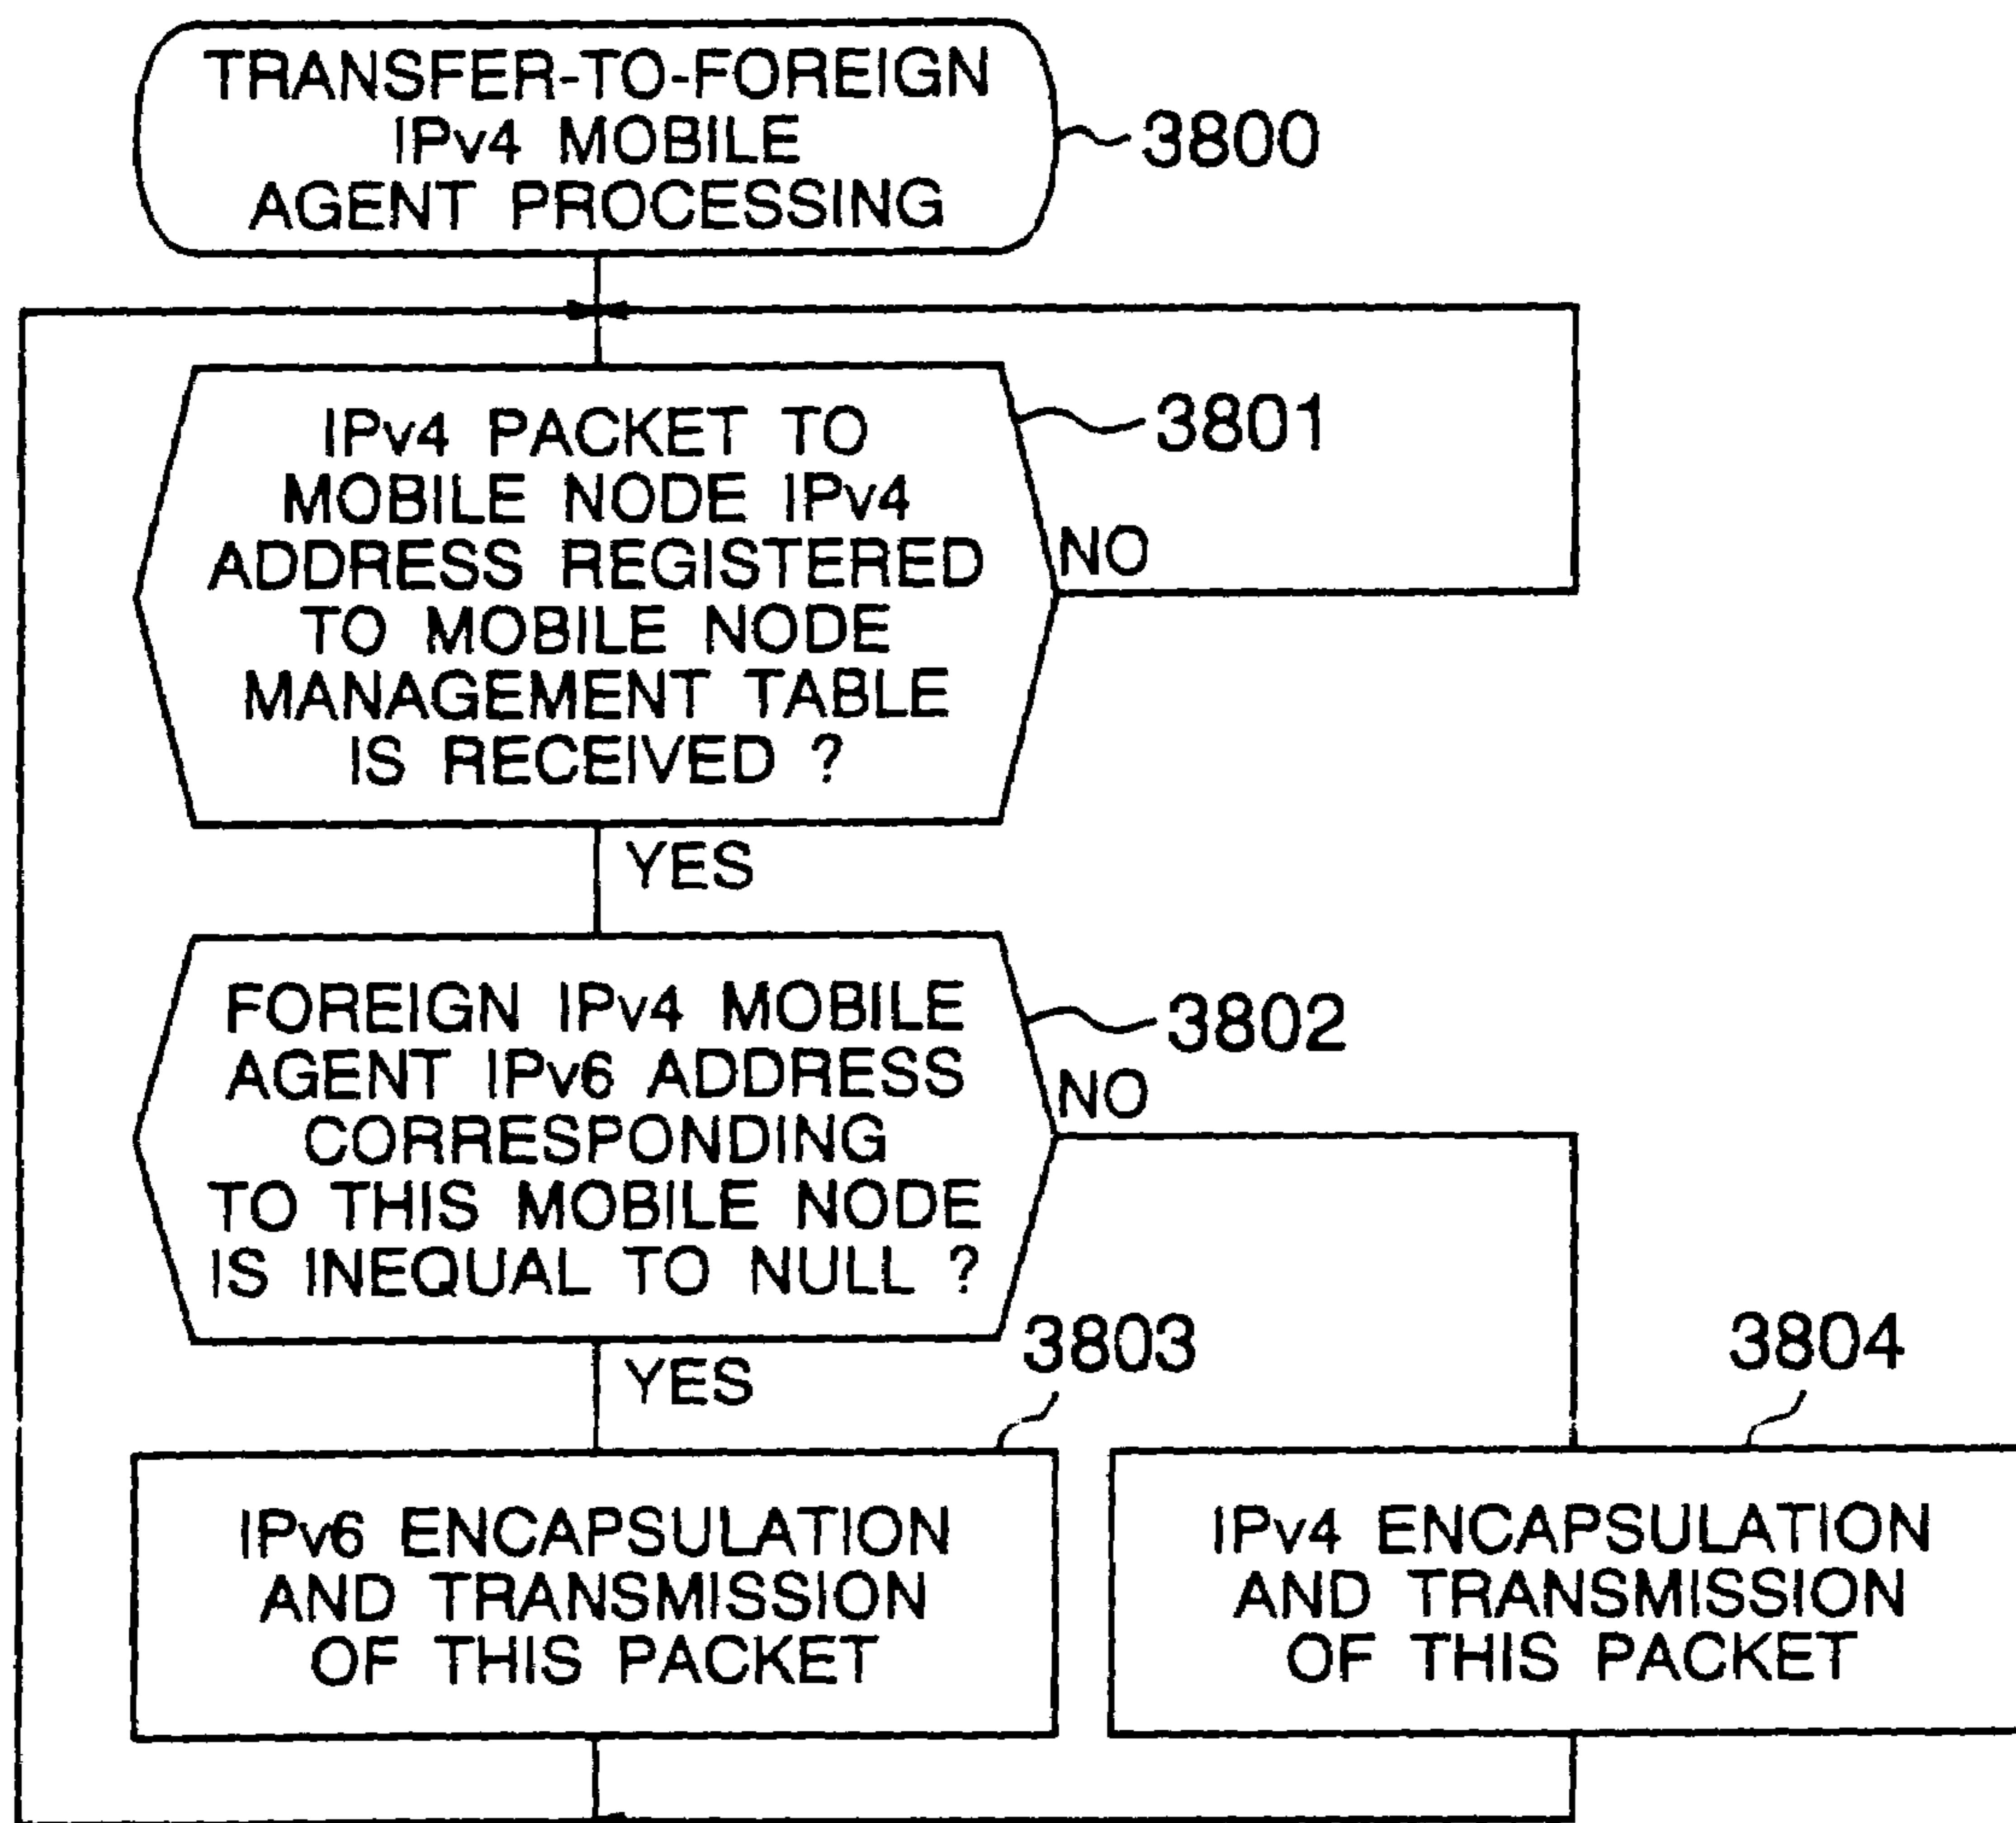 TRANSFER-TO-FOREIGN
IPv4 MOBILE
AGENT PROCESSING
3800
IPv4 PACKET TO
MOBILE NODE IPv4
ADDRESS REGISTERED
TO MOBILE NODE
MANAGEMENT TABLE
IS RECEIVED ?
3801
NO
YES
FOREIGN IPv4 MOBILE
AGENT IPv6 ADDRESS
CORRESPONDING
TO THIS MOBILE NODE
IS INEQUAL TO NULL ?
3802
NO
YES
3803
IPv6 ENCAPSULATION
AND TRANSMISSION
OF THIS PACKET
3804
IPv4 ENCAPSULATION
AND TRANSMISSION
OF THIS PACKET